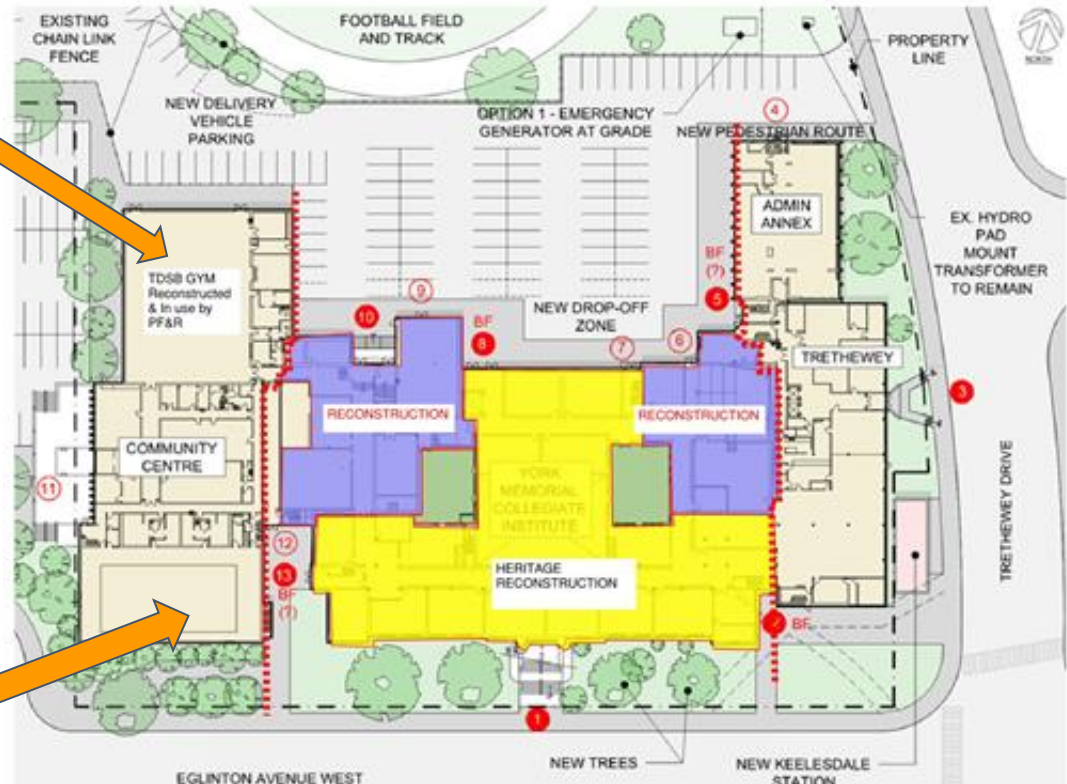 EXISTING
CHAIN LINK
FENCE
FOOTBALL FIELD
AND TRACK
PROPERTY
LINE
NORTH
NEW DELIVERY
VEHICLE
PARKING
OPTION 1 - EMERGENCY
GENERATOR AT GRADE
4
NEW PEDESTRIAN ROUTE
ADMIN
ANNEX
EX. HYDRO
PAD
MOUNT
TRANSFORMER
TO REMAIN
TDSB GYM
Reconstructed
& In use by
PF&R
BF
(?)
5
9
10
BF
8
NEW DROP-OFF
ZONE
7
6
TRETHEWEY
3
RECONSTRUCTION
RECONSTRUCTION
COMMUNITY
CENTRE
11
YORK
MEMORIAL
COLLEGIATE
INSTITUTE
TRETHEWEY DRIVE
12
13
BF
(?)
HERITAGE
RECONSTRUCTION
BF
1
NEW TREES
NEW KEELESDALE
STATION
EGLINTON AVENUE WEST